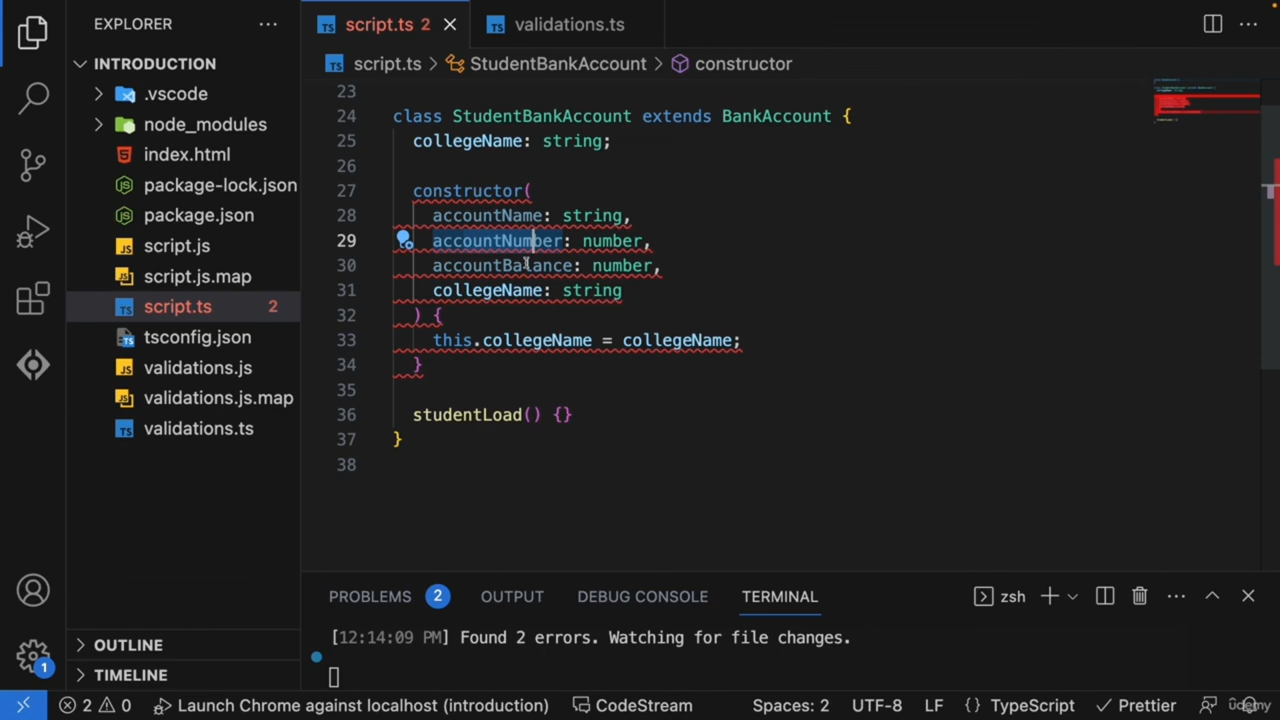 EXPLORER
script.ts 2
validations.ts
INTRODUCTION
script.ts > StudentBankAccount > constructor
.vscode
node_modules
index.html
package-lock.json
package.json
script.js
script.js.map
script.ts 2
tsconfig.json
validations.js
validations.js.map
validations.ts
OUTLINE
TIMELINE
23
24 class StudentBankAccount extends BankAccount {
25 collegeName: string;
26
27 constructor(
28 accountName: string,
29 accountNumber: number,
30 accountBalance: number,
31 collegeName: string
32 ) {
33 this.collegeName = collegeName;
34 }
35
36 studentLoad() {}
37 }
38
PROBLEMS 2 OUTPUT DEBUG CONSOLE TERMINAL zsh
[12:14:09 PM] Found 2 errors. Watching for file changes.
1
2 0 Launch Chrome against localhost (introduction) CodeStream Spaces: 2 UTF-8 LF {} TypeScript Prettier
udemy